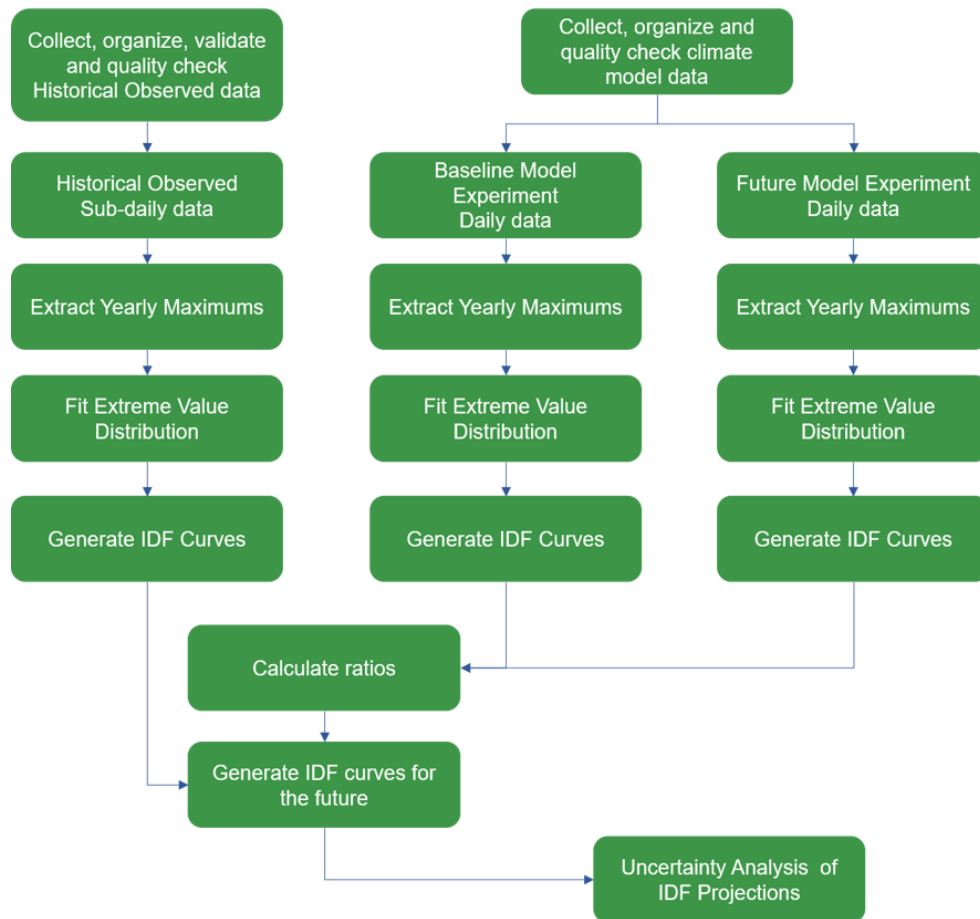 Collect, organize, validate
and quality check
Historical Observed data
Collect, organize and
quality check climate
model data
Historical Observed
Sub-daily data
Baseline Model
Experiment
Daily data
Future Model Experiment
Daily data
Extract Yearly Maximums
Extract Yearly Maximums
Extract Yearly Maximums
Fit Extreme Value
Distribution
Fit Extreme Value
Distribution
Fit Extreme Value
Distribution
Generate IDF Curves
Generate IDF Curves
Generate IDF Curves
Calculate ratios
Generate IDF curves for
the future
Uncertainty Analysis of
IDF Projections